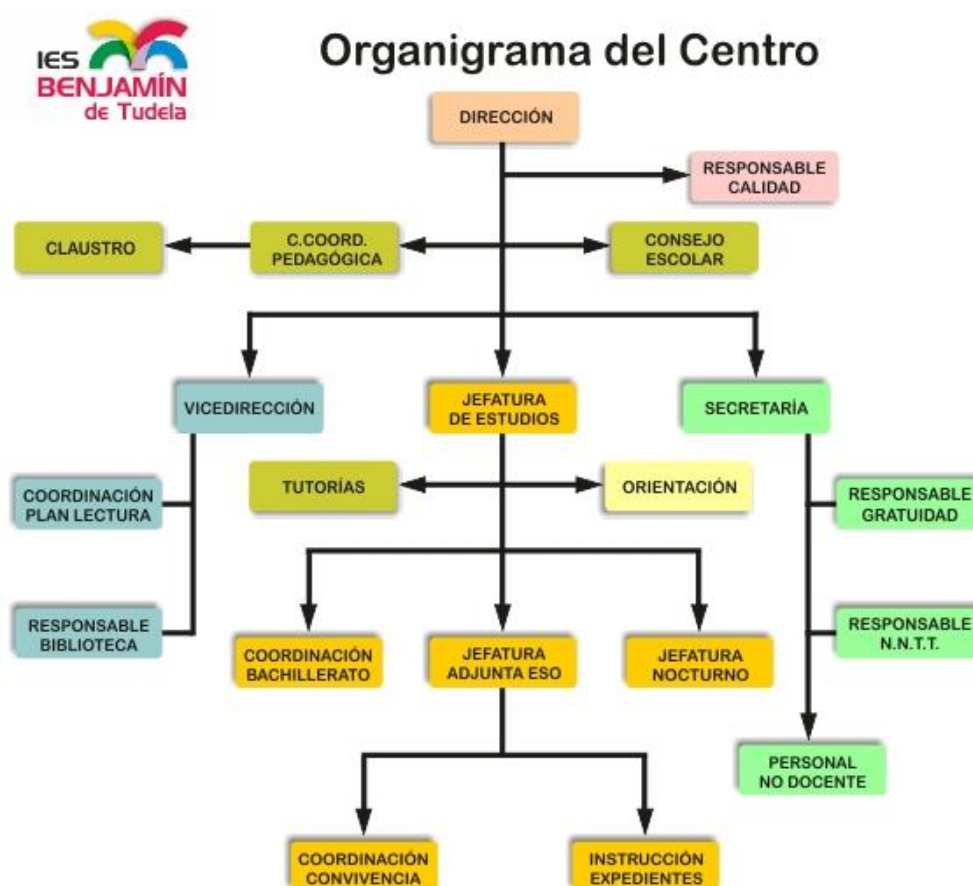 IES
BENJAMÍN
de Tudela
Organigrama del Centro
DIRECCIÓN
RESPONSABLE
CALIDAD
CLAUSTRO
C.COORD.
PEDAGÓGICA
CONSEJO
ESCOLAR
VICEDIRECCIÓN
JEFATURA
DE ESTUDIOS
SECRETARÍA
COORDINACIÓN
PLAN LECTURA
TUTORÍAS
ORIENTACIÓN
RESPONSABLE
GRATUIDAD
RESPONSABLE
BIBLIOTECA
COORDINACIÓN
BACHILLERATO
JEFATURA
ADJUNTA ESO
JEFATURA
NOCTURNO
RESPONSABLE
N.N.T.T.
PERSONAL
NO DOCENTE
COORDINACIÓN
CONVIVENCIA
INSTRUCCIÓN
EXPEDIENTES